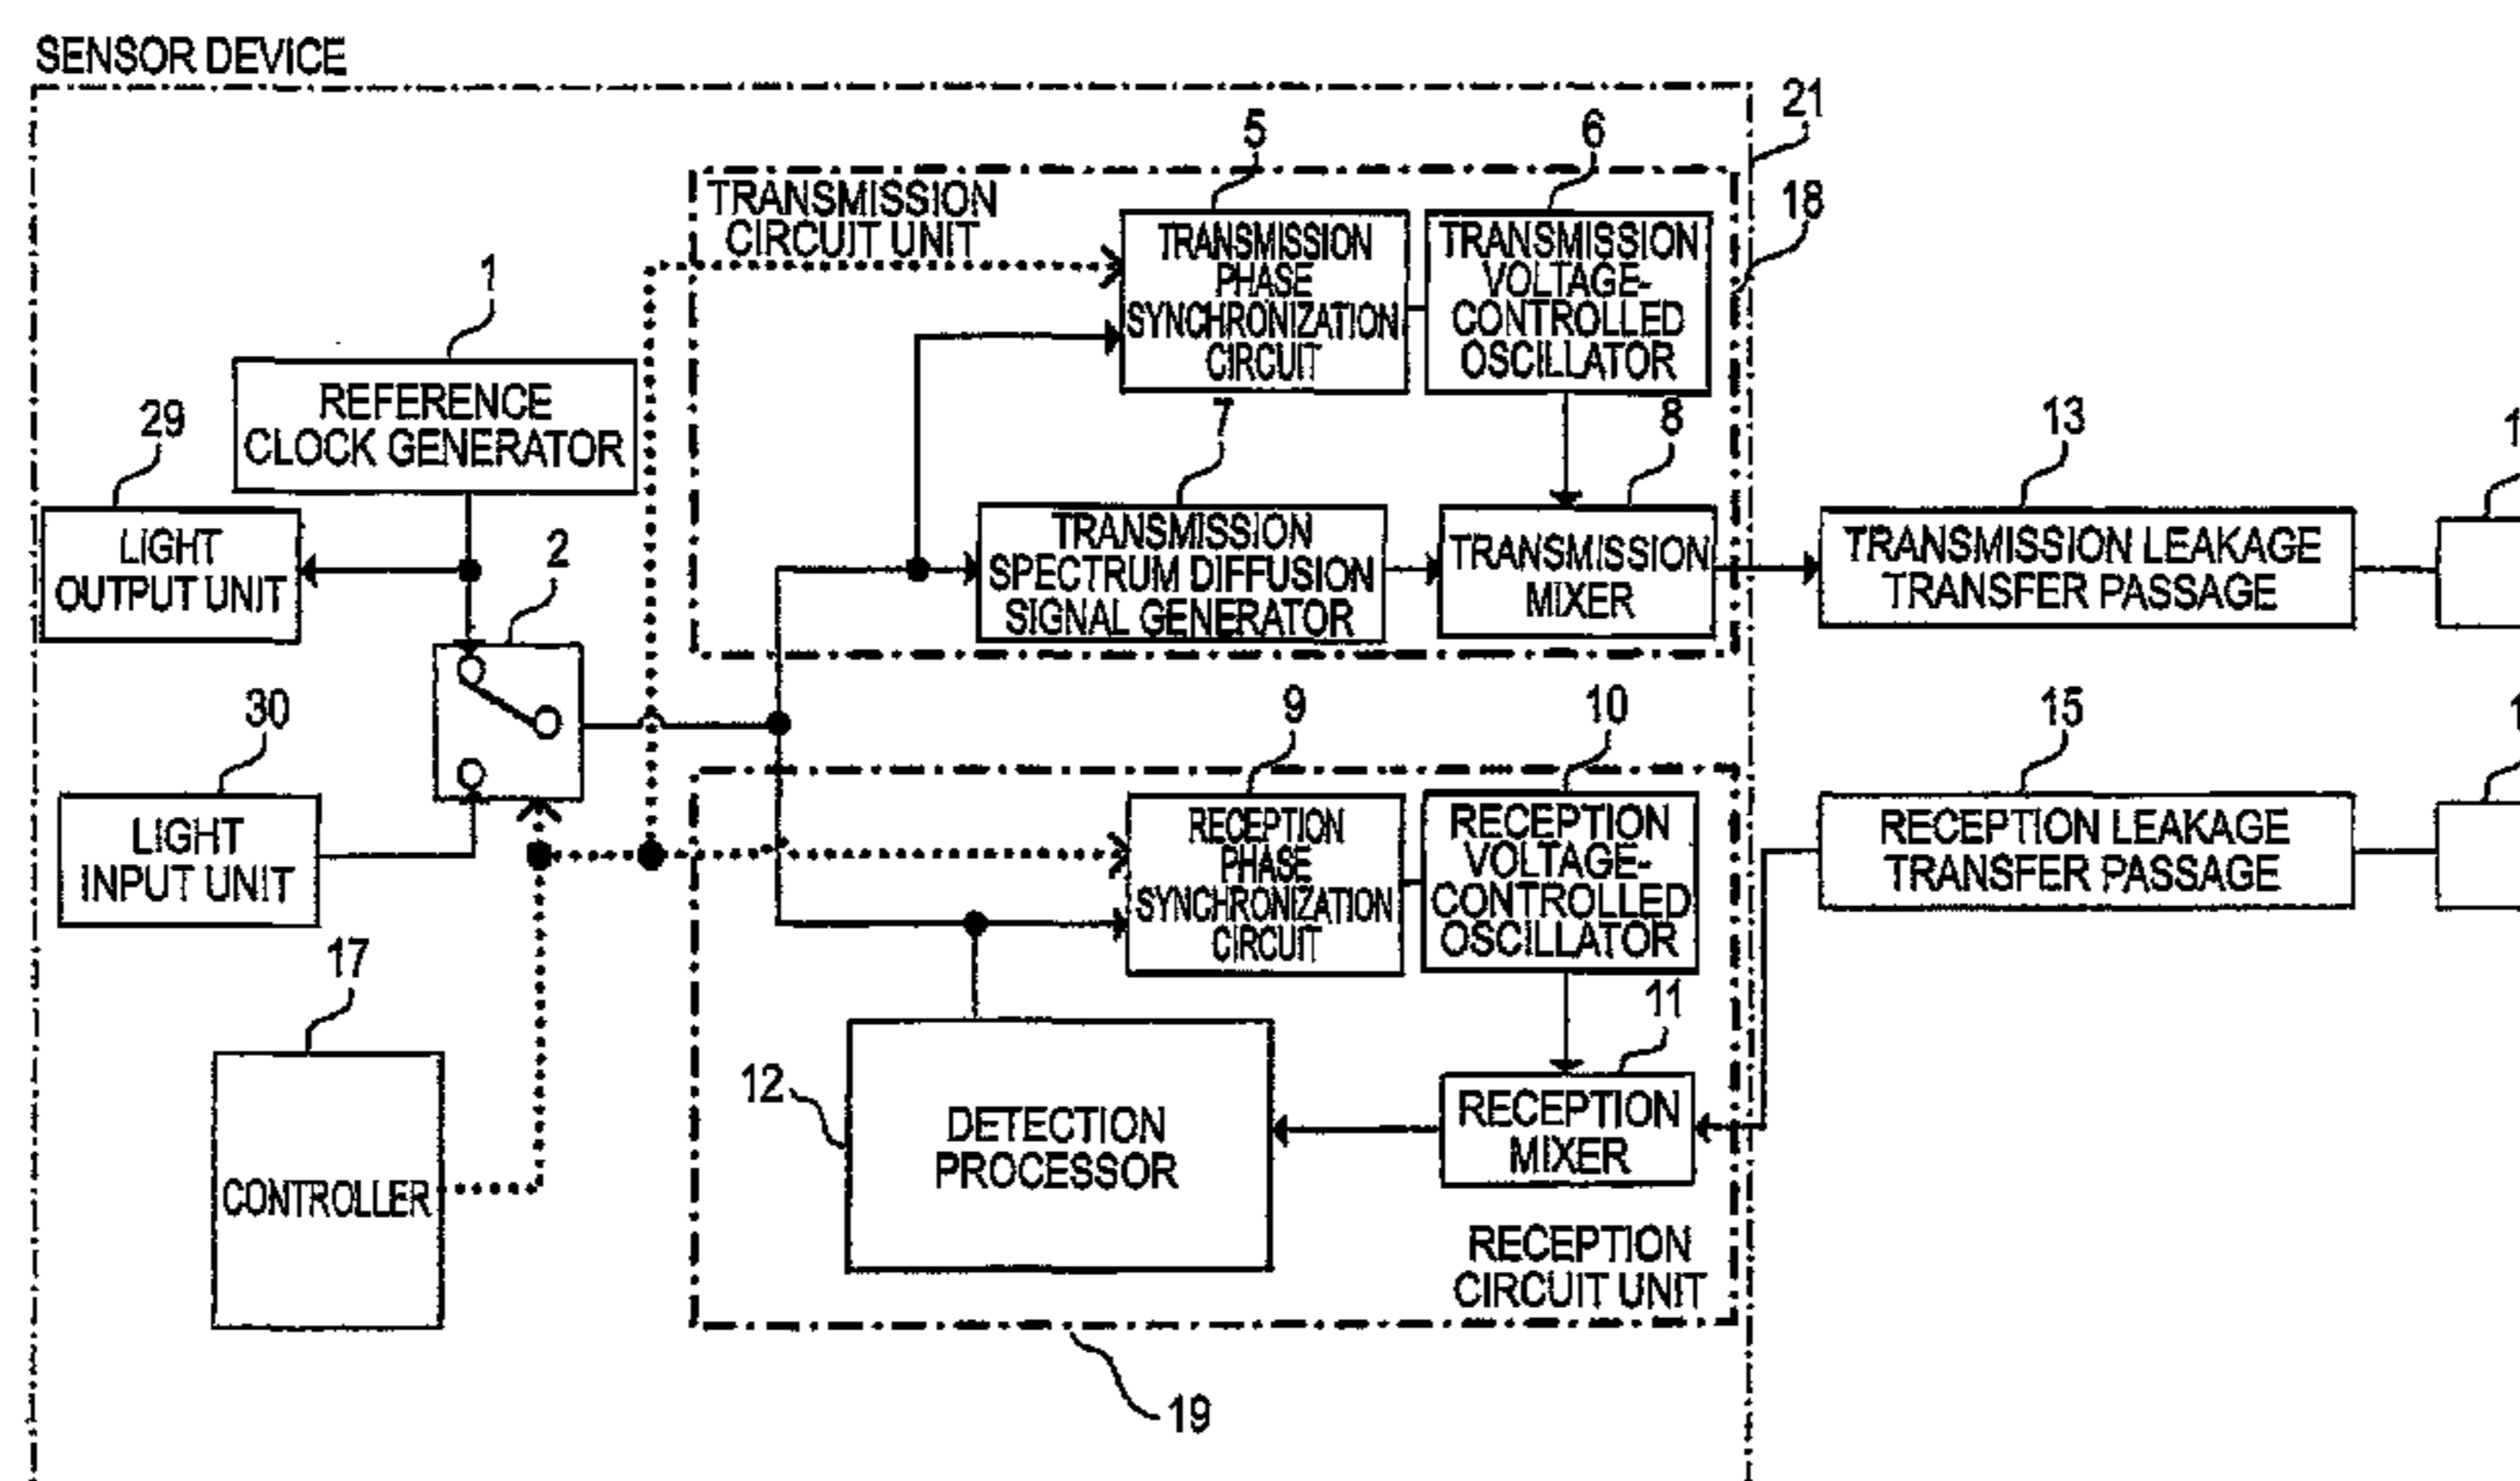 SENSOR DEVICE
21
5
6
18
TRANSMISSION
CIRCUIT UNIT
TRANSMISSION
PHASE
SYNCHRONIZATION
CIRCUIT
TRANSMISSION
VOLTAGE-
CONTROLLED
OSCILLATOR
1
REFERENCE
CLOCK GENERATOR
29
LIGHT
OUTPUT UNIT
2
7
TRANSMISSION
SPECTRUM DIFFUSION
SIGNAL GENERATOR
8
TRANSMISSION
MIXER
13
TRANSMISSION LEAKAGE
TRANSFER PASSAGE
30
LIGHT
INPUT UNIT
9
RECEPTION
PHASE
SYNCHRONIZATION
CIRCUIT
10
RECEPTION
VOLTAGE-
CONTROLLED
OSCILLATOR
15
RECEPTION LEAKAGE
TRANSFER PASSAGE
17
CONTROLLER
12
DETECTION
PROCESSOR
11
RECEPTION
MIXER
RECEPTION
CIRCUIT UNIT
19